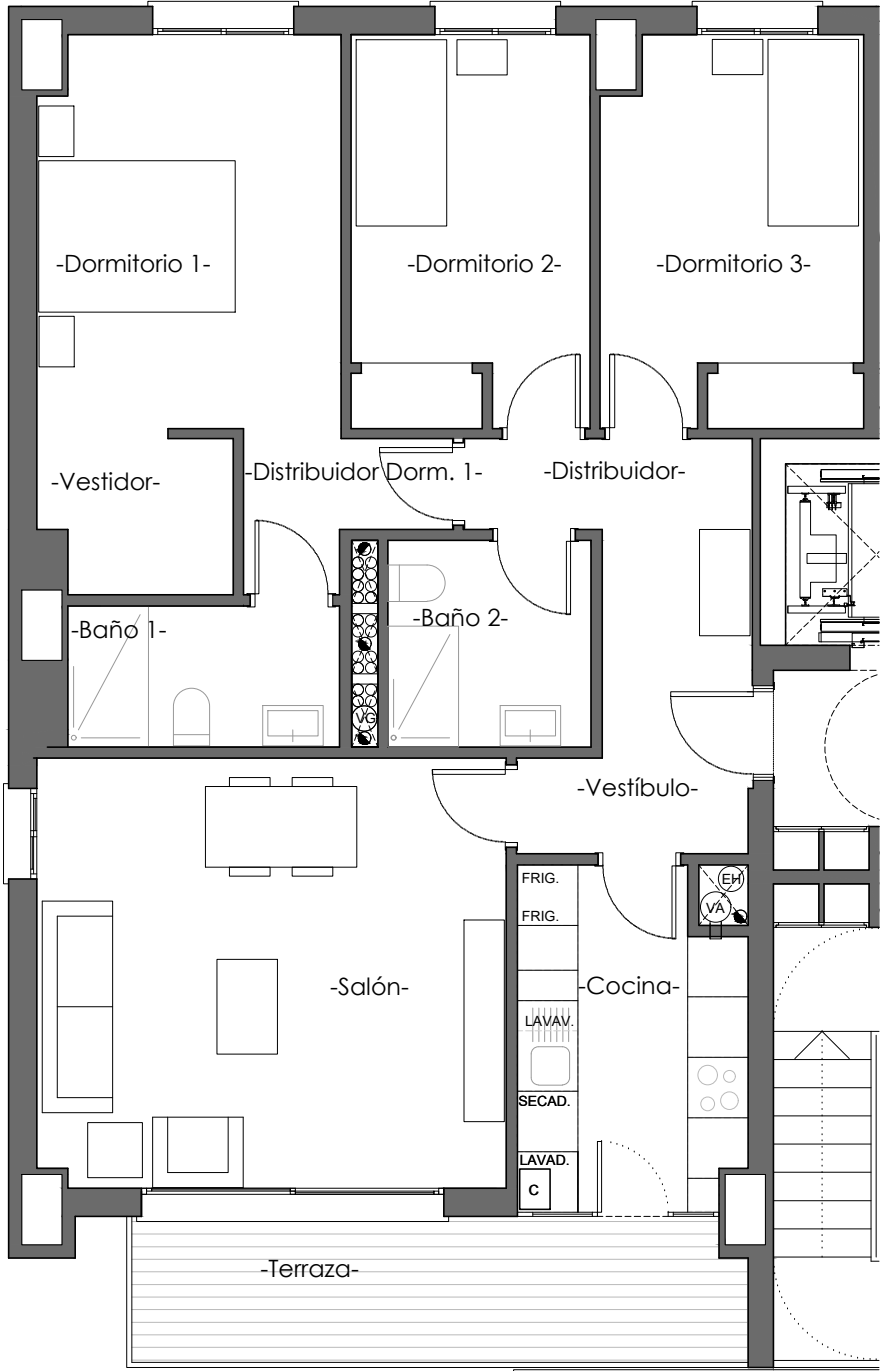 -Dormitorio 1-
-Dormitorio 2-
-Dormitorio 3-
-Vestidor-
-Distribuidor Dorm. 1-
-Distribuidor-
-Baño 1-
-Baño 2-
VG
-Vestíbulo-
FRIG.
FRIG.
EH
VA
-Salón-
-Cocina-
LAVAV.
SECAD.
LAVAD.
C
-Terraza-